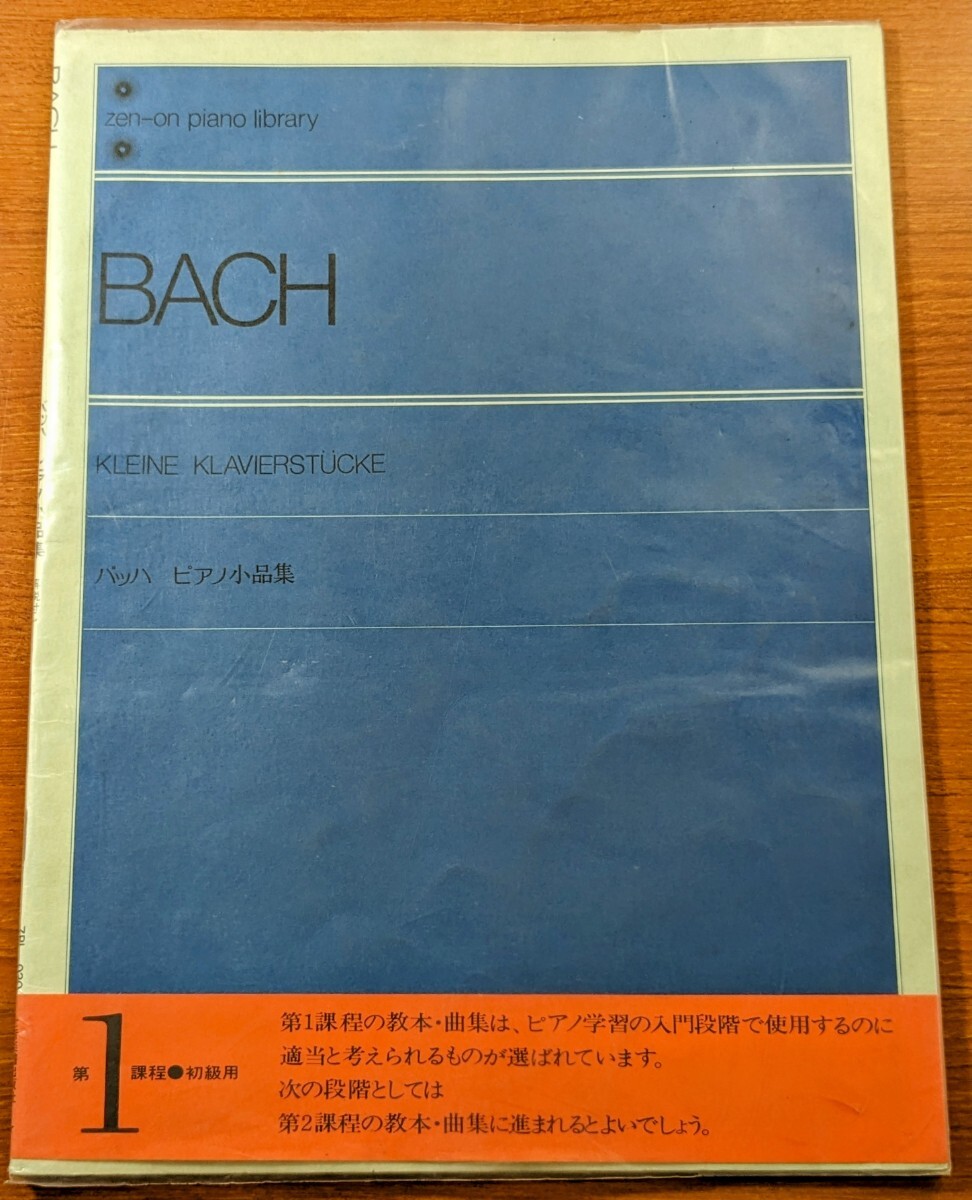 zen-on piano library
BACH
KLEINE KLAVIERSTÜCKE
バッハ　ピアノ小品集
第1課程●初級用
第1課程の教本・曲集は、ピアノ学習の入門段階で使用するのに
適当と考えられるものが選ばれています。
次の段階としては
第2課程の教本・曲集に進まれるとよいでしょう。